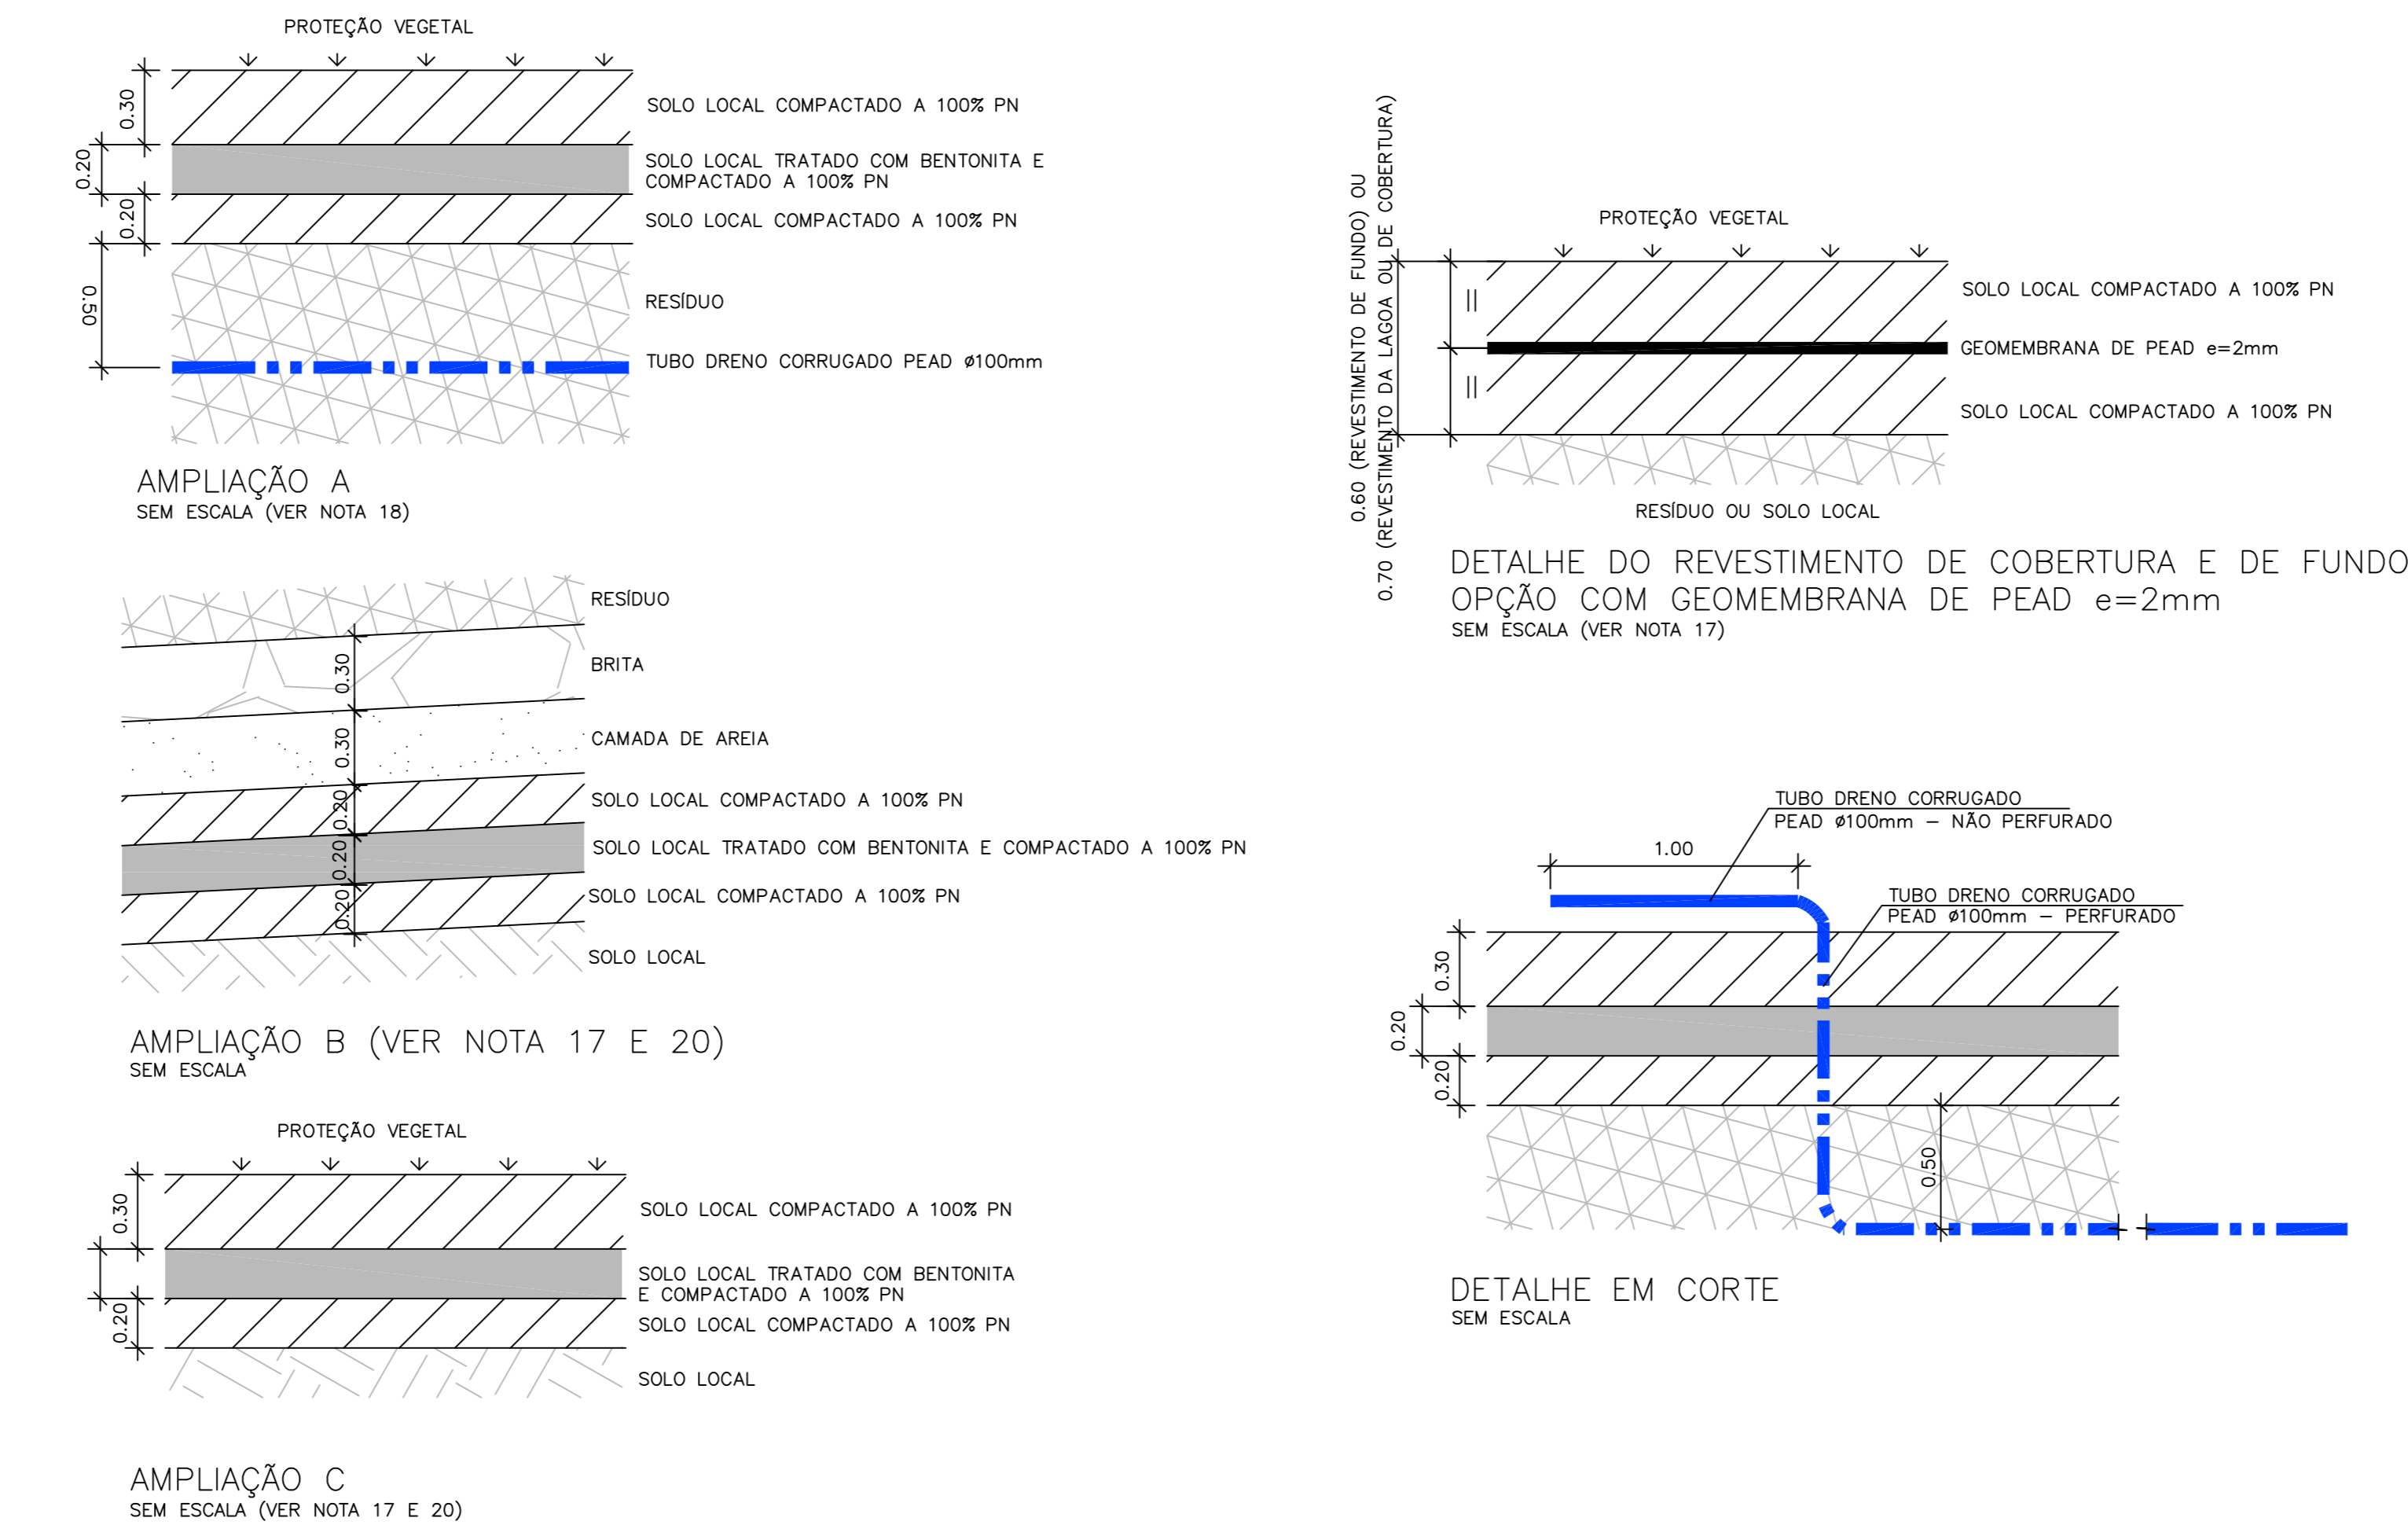 PROTEÇÃO VEGETAL
0.30
SOLO LOCAL COMPACTADO A 100% PN
0.20
SOLO LOCAL TRATADO COM BENTONITA E
COMPACTADO A 100% PN
0.20
SOLO LOCAL COMPACTADO A 100% PN
0.50
RESÍDUO
TUBO DRENO CORRUGADO PEAD ø100mm
AMPLIAÇÃO A
SEM ESCALA (VER NOTA 18)
RESÍDUO
0.30
BRITA
0.30
CAMADA DE AREIA
0.20
SOLO LOCAL COMPACTADO A 100% PN
0.20
SOLO LOCAL TRATADO COM BENTONITA E COMPACTADO A 100% PN
0.20
SOLO LOCAL COMPACTADO A 100% PN
SOLO LOCAL
AMPLIAÇÃO B (VER NOTA 17 E 20)
SEM ESCALA
PROTEÇÃO VEGETAL
0.30
SOLO LOCAL COMPACTADO A 100% PN
SOLO LOCAL TRATADO COM BENTONITA
E COMPACTADO A 100% PN
0.20
SOLO LOCAL COMPACTADO A 100% PN
SOLO LOCAL
AMPLIAÇÃO C
SEM ESCALA (VER NOTA 17 E 20)
0.60 (REVESTIMENTO DE FUNDO) OU
0.70 (REVESTIMENTO DA LAGOA OU DE COBERTURA)
PROTEÇÃO VEGETAL
=
SOLO LOCAL COMPACTADO A 100% PN
GEOMEMBRANA DE PEAD e=2mm
=
SOLO LOCAL COMPACTADO A 100% PN
RESÍDUO OU SOLO LOCAL
DETALHE DO REVESTIMENTO DE COBERTURA E DE FUNDO
OPÇÃO COM GEOMEMBRANA DE PEAD e=2mm
SEM ESCALA (VER NOTA 17)
TUBO DRENO CORRUGADO
PEAD ø100mm – NÃO PERFURADO
1.00
TUBO DRENO CORRUGADO
PEAD ø100mm – PERFURADO
0.30
0.20
0.20
0.50
DETALHE EM CORTE
SEM ESCALA